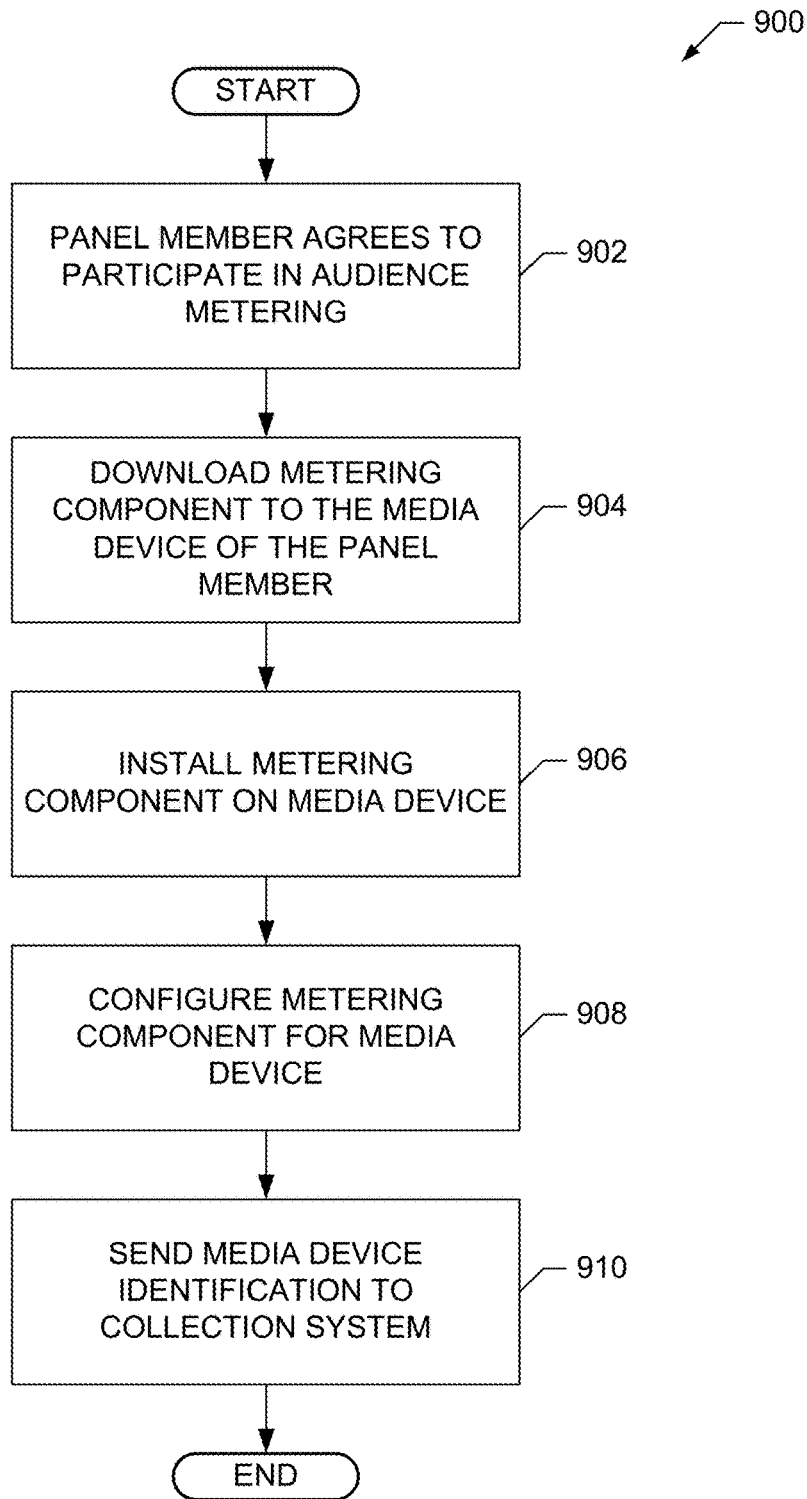 900
START
PANEL MEMBER AGREES TO
PARTICIPATE IN AUDIENCE
METERING
902
DOWNLOAD METERING
COMPONENT TO THE MEDIA
DEVICE OF THE PANEL
MEMBER
904
INSTALL METERING
COMPONENT ON MEDIA DEVICE
906
CONFIGURE METERING
COMPONENT FOR MEDIA
DEVICE
908
SEND MEDIA DEVICE
IDENTIFICATION TO
COLLECTION SYSTEM
910
END